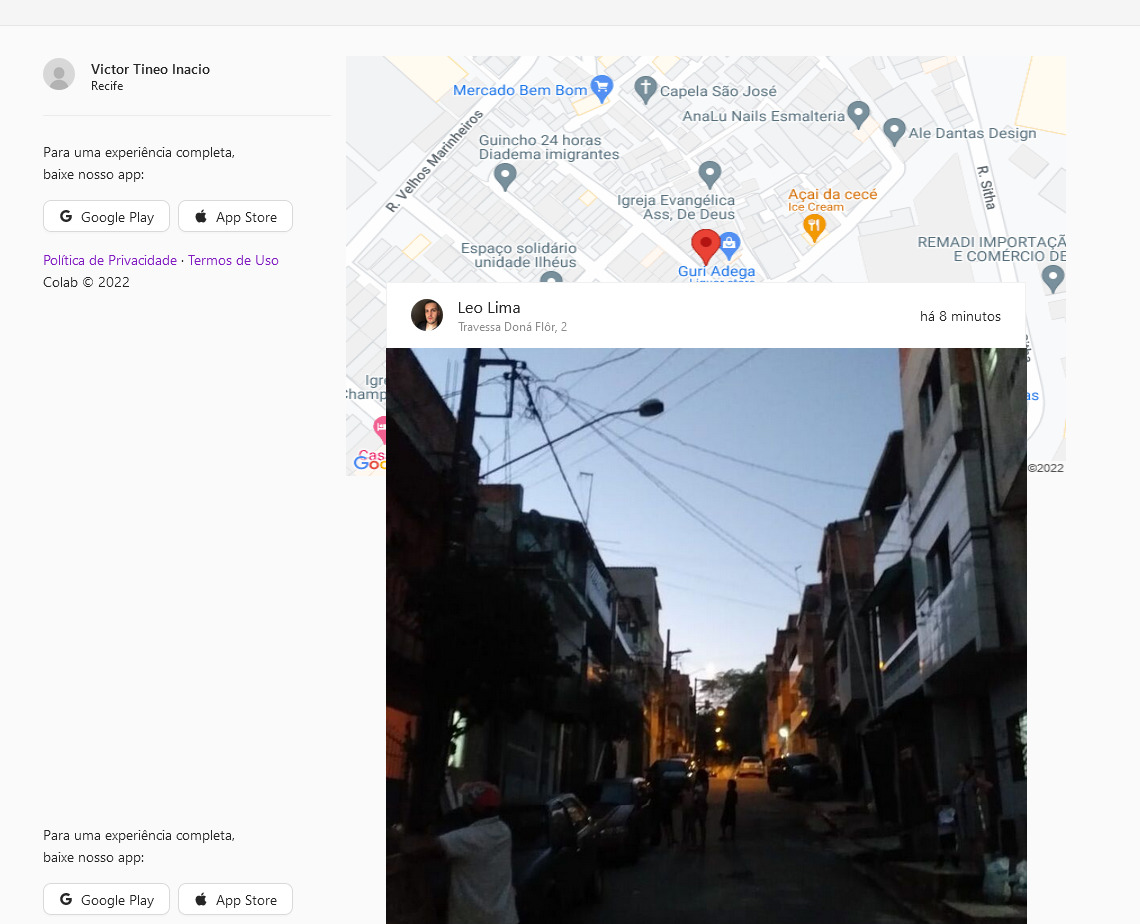 Victor Tineo Inacio
Recife
Para uma experiência completa,
baixe nosso app:
Google Play
App Store
Política de Privacidade · Termos de Uso
Colab © 2022
Mercado Bem Bom
Capela São José
AnaLu Nails Esmalteria
Ale Dantas Design
R. Velhos Marinheiros
Guincho 24 horas
Diadema imigrantes
R. Sitha
Igreja Evangélica
Ass, De Deus
Açai da cecé
Ice Cream
Espaço solidário
unidade Ilhéus
REMADI IMPORTAÇÃ
E COMÉRCIO DE
Guri Adega
Liquor store
Leo Lima
Travessa Doná Flôr, 2
há 8 minutos
Igre
Champ
as
Cas
Goo
©2022
Para uma experiência completa,
baixe nosso app:
Google Play
App Store